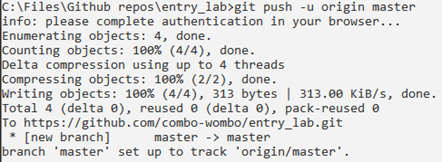 C:\Files\Github repos\entry_lab>git push -u origin master
info: please complete authentication in your browser...
Enumerating objects: 4, done.
Counting objects: 100% (4/4), done.
Delta compression using up to 4 threads
Compressing objects: 100% (2/2), done.
Writing objects: 100% (4/4), 313 bytes | 313.00 KiB/s, done.
Total 4 (delta 0), reused 0 (delta 0), pack-reused 0
To https://github.com/combo-wombo/entry_lab.git
 * [new branch]      master -> master
branch 'master' set up to track 'origin/master'.